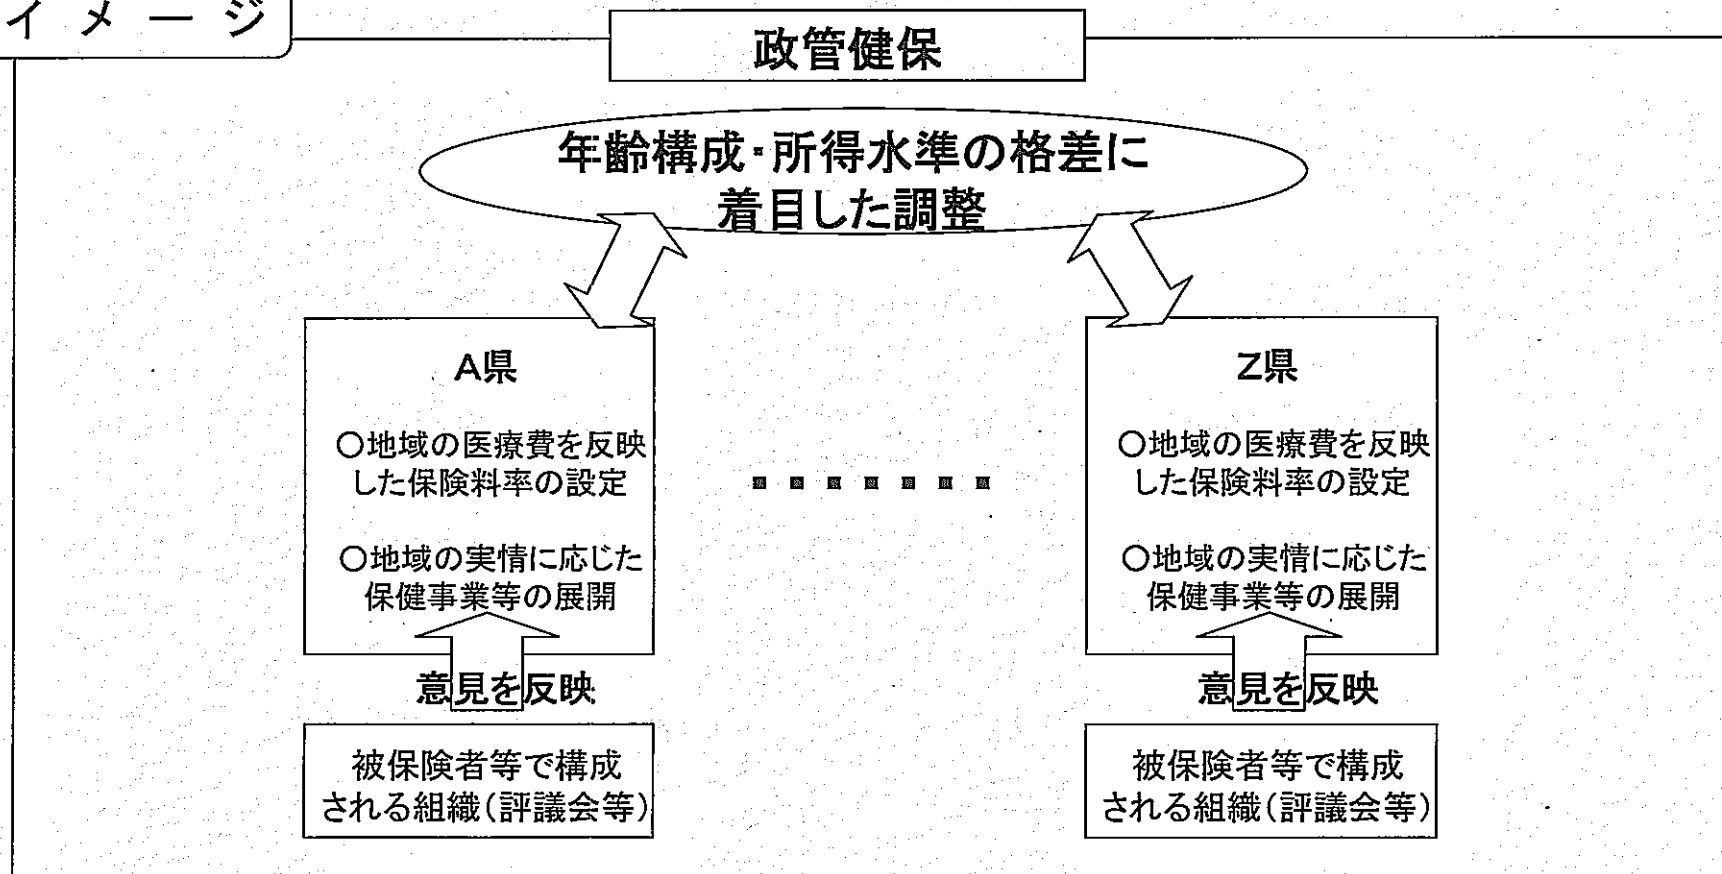 イメージ
政管健保
年齢構成・所得水準の格差に
着目した調整
A県
〇地域の医療費を反映
した保険料率の設定
〇地域の実情に応じた
保健事業等の展開
意見を反映
被保険者等で構成
される組織(評議会等)
・・・・・・・
Z県
〇地域の医療費を反映
した保険料率の設定
〇地域の実情に応じた
保健事業等の展開
意見を反映
被保険者等で構成
される組織(評議会等)